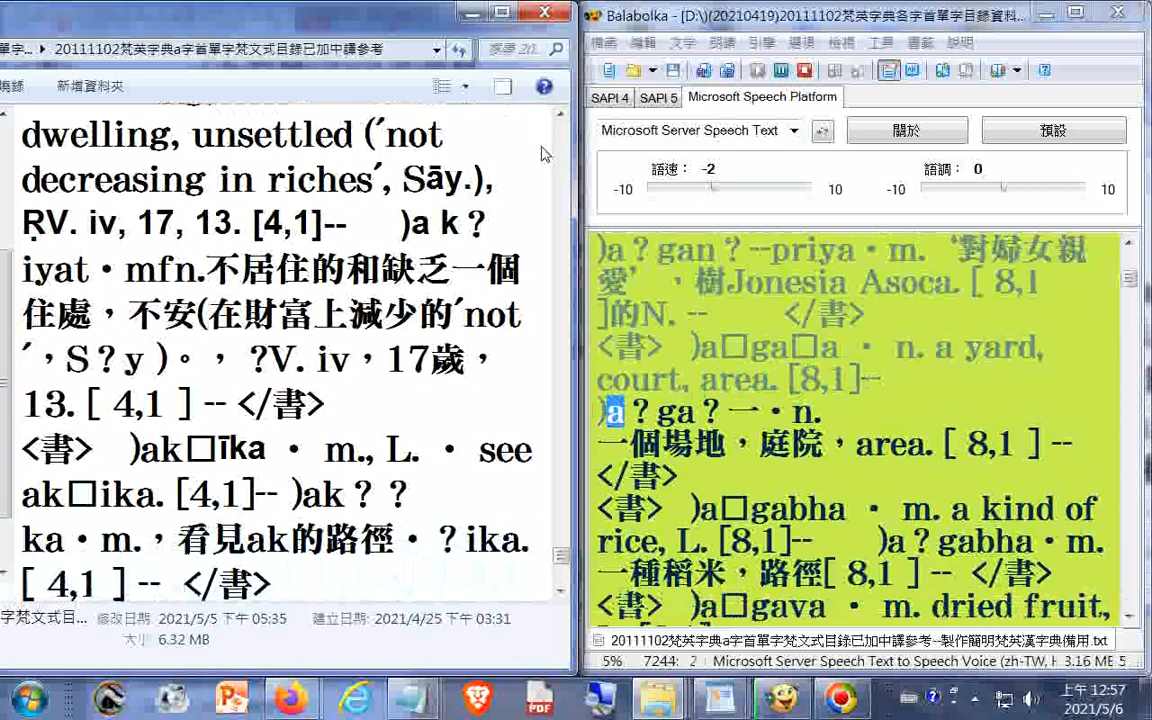 單字... ▸ 20111102梵英字典a字首單字梵文式目錄已加中譯參考
燒錄 新增資料夾
dwelling, unsettled (´not
decreasing in riches´, Sāy.),
ṚV. iv, 17, 13. [4,1]-- )a k？
iyat‧mfn.不居住的和缺乏一個
住處，不安(在財富上減少的´not
´，S？y )。， ?V. iv，17歲，
13. [ 4,1 ] -- </書>
<書> )ak□īka ‧ m., L. ‧ see
ak□ika. [4,1]-- )ak？？
ka‧m.，看見ak的路徑‧？ika.
[ 4,1 ] -- </書>
字梵文式目... 修改日期: 2021/5/5 下午 05:35 建立日期: 2021/4/25 下午 03:31
大小: 6.32 MB
Balabolka - [D:\)(20210419)20111102梵英字典各字首單字目錄資料...
檔案 編輯 文字 朗讀 引擎 選項 檢視 工具 書籤 說明
SAPI 4 SAPI 5 Microsoft Speech Platform
Microsoft Server Speech Text 關於 預設
語速： -2 語調： 0
-10 10 -10 10
)a？gan？--priya‧m.‘對婦女親
愛’，樹Jonesia Asoca. [ 8,1
]的N. -- </書>
<書> )a□ga□a ‧ n. a yard,
court, area. [8,1]--
)a？ga？一‧n.
一個場地，庭院，area. [ 8,1 ] --
</書>
<書> )a□gabha ‧ m. a kind of
rice, L. [8,1]-- )a？gabha‧m.
一種稻米，路徑[ 8,1 ] -- </書>
<書> )a□gava ‧ m. dried fruit,
20111102梵英字典a字首單字梵文式目錄已加中譯參考--製作簡明梵英漢字典備用.txt
5% 7244: 2 Microsoft Server Speech Text to Speech Voice (zh-TW, H 3.16 MB 5
上午 12:57
2021/5/6